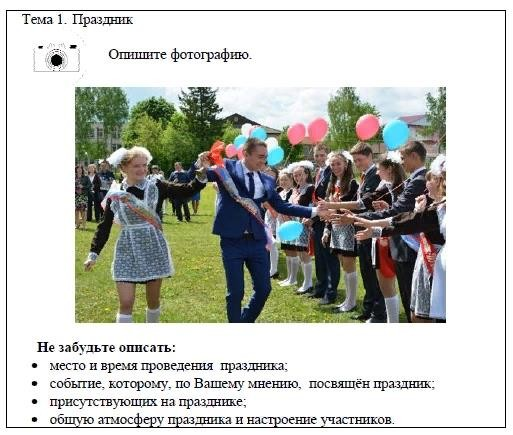 Тема 1. Праздник
Опишите фотографию.
Не забудьте описать:
• место и время проведения праздника;
• событие, которому, по Вашему мнению, посвящён праздник;
• присутствующих на празднике;
• общую атмосферу праздника и настроение участников.